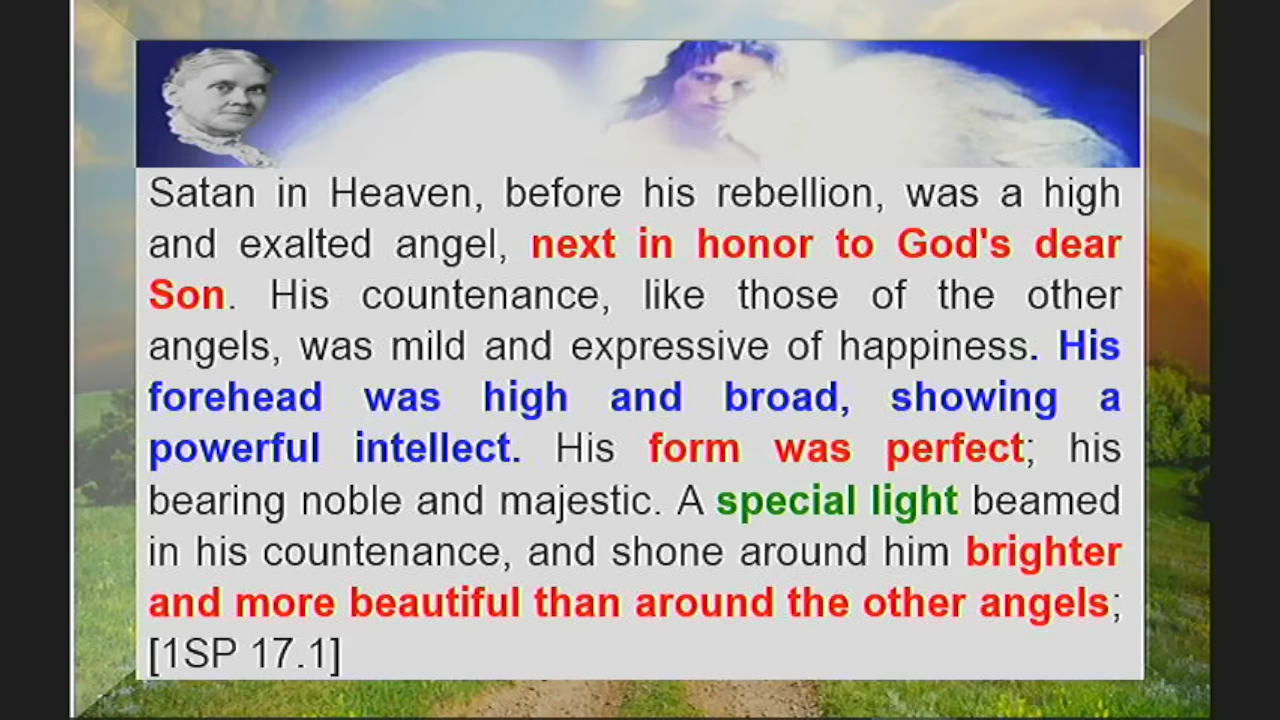 Satan in Heaven, before his rebellion, was a high
and exalted angel, next in honor to God's dear
Son. His countenance, like those of the other
angels, was mild and expressive of happiness. His
forehead was high and broad, showing a
powerful intellect. His form was perfect; his
bearing noble and majestic. A special light beamed
in his countenance, and shone around him brighter
and more beautiful than around the other angels;
[1SP 17.1]